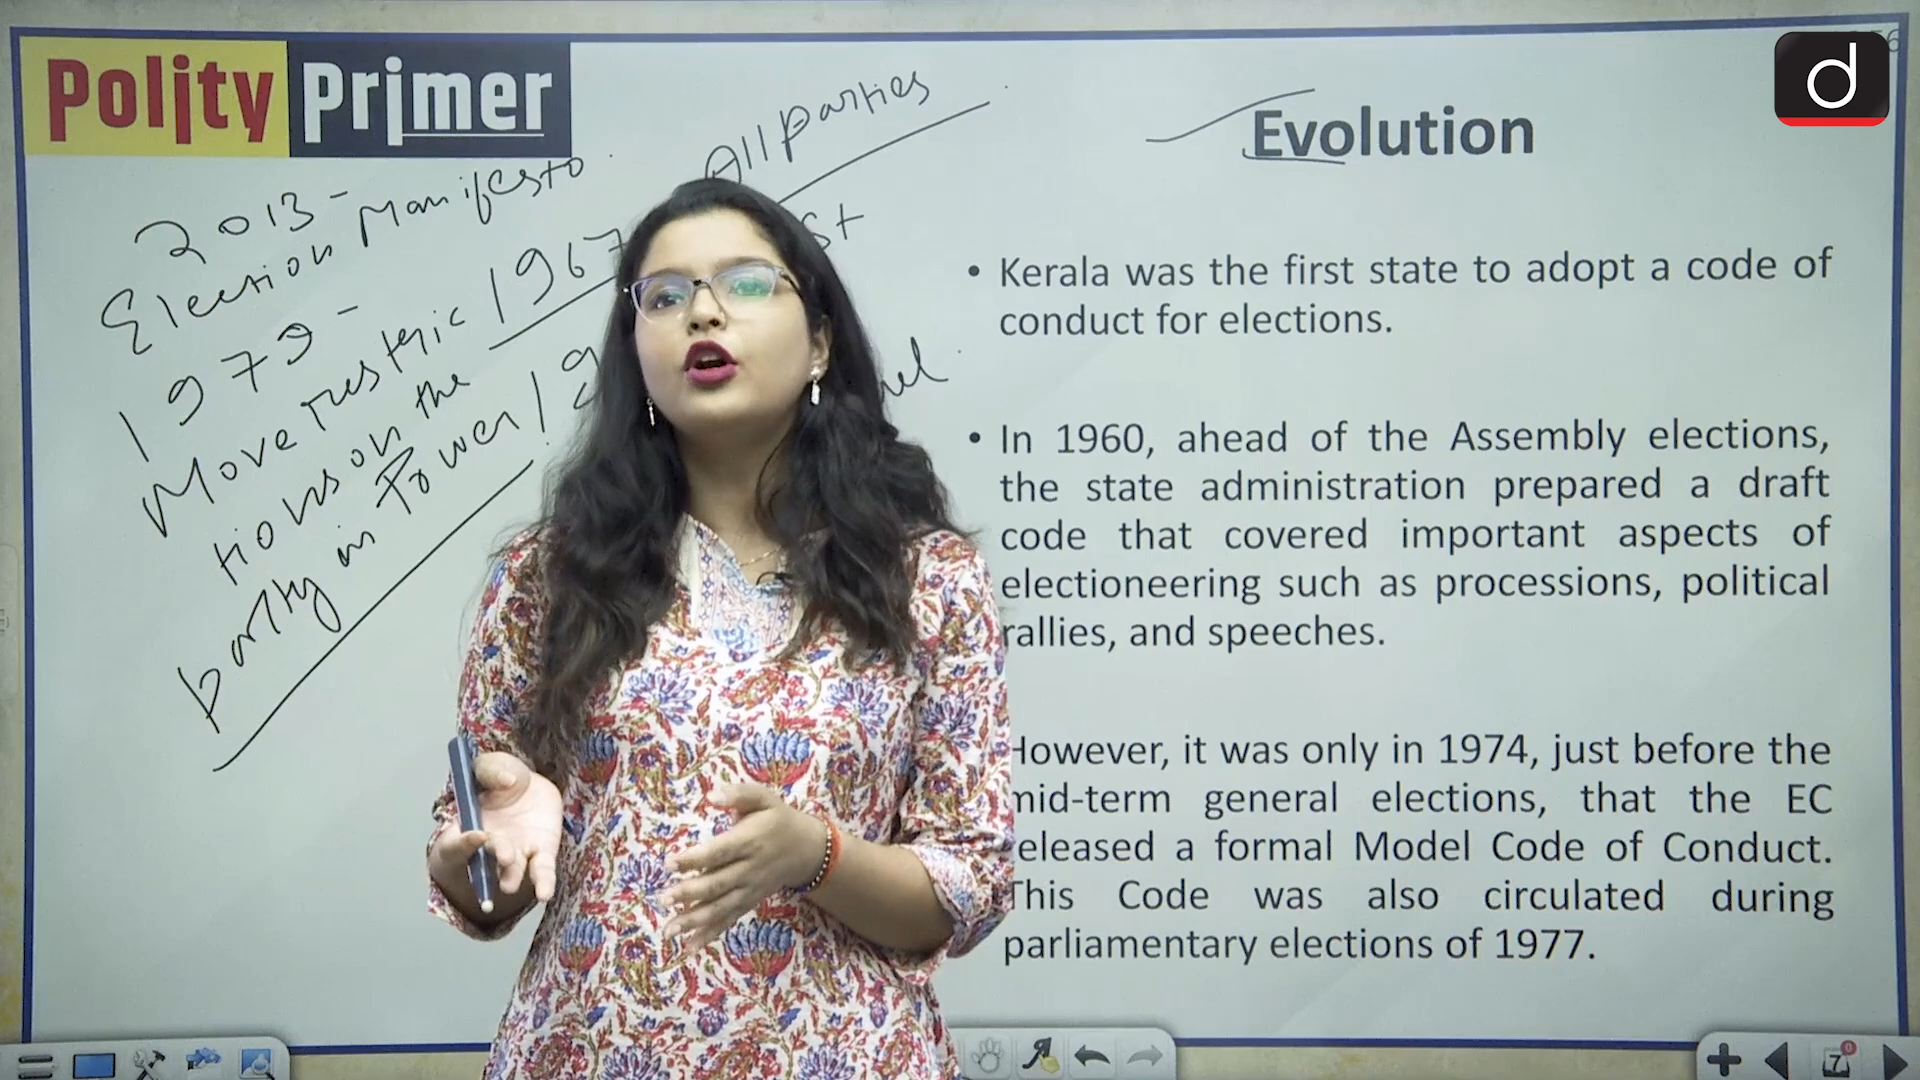 Polity Primer
d
Evolution
All parties
2013 -
Election Manifesto
1967
1979 -
Move restric
tions on the
party in Power
• Kerala was the first state to adopt a code of
conduct for elections.
• In 1960, ahead of the Assembly elections,
the state administration prepared a draft
code that covered important aspects of
electioneering such as processions, political
rallies, and speeches.
However, it was only in 1974, just before the
mid-term general elections, that the EC
released a formal Model Code of Conduct.
This Code was also circulated during
parliamentary elections of 1977.
7